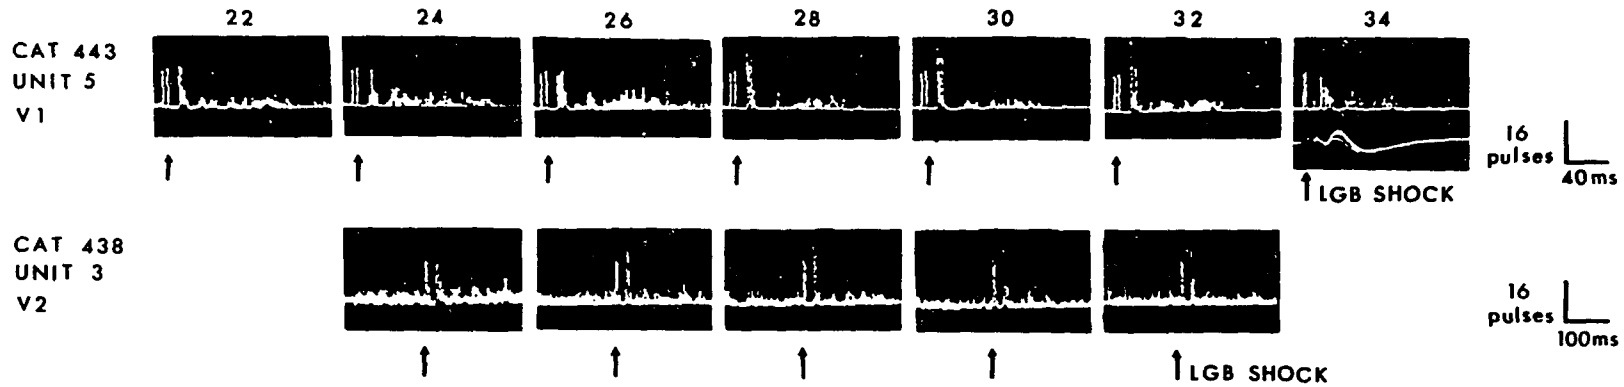 22 24 26 28 30 32 34
CAT 443
UNIT 5
V1
16
pulses
40ms
LGB SHOCK
CAT 438
UNIT 3
V2
16
pulses
100ms
LGB SHOCK